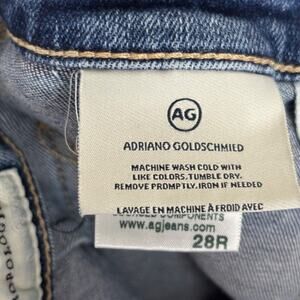 AG
ADRIANO GOLDSCHMIED
MACHINE WASH COLD WITH
LIKE COLORS. TUMBLE DRY.
REMOVE PROMPTLY. IRON IF NEEDED
LAVAGE EN MACHINE À FROID AVEC
COMPONENTS
www.agjeans.com
28R